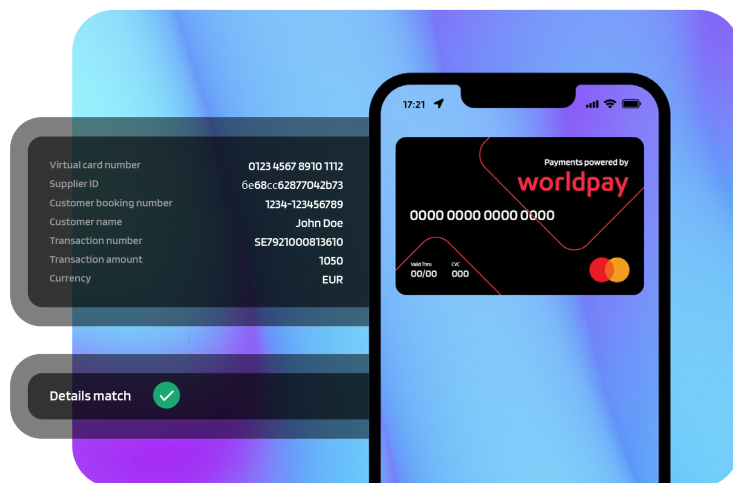 17:21
Payments powered by
worldpay
0000 0000 0000 0000
Valid Thru CVC
00/00 000
Virtual card number 0123 4567 8910 1112
Supplier ID 6e68cc62877042b73
Customer booking number 1234-123456789
Customer name John Doe
Transaction number SE7921000813610
Transaction amount 1050
Currency EUR
Details match